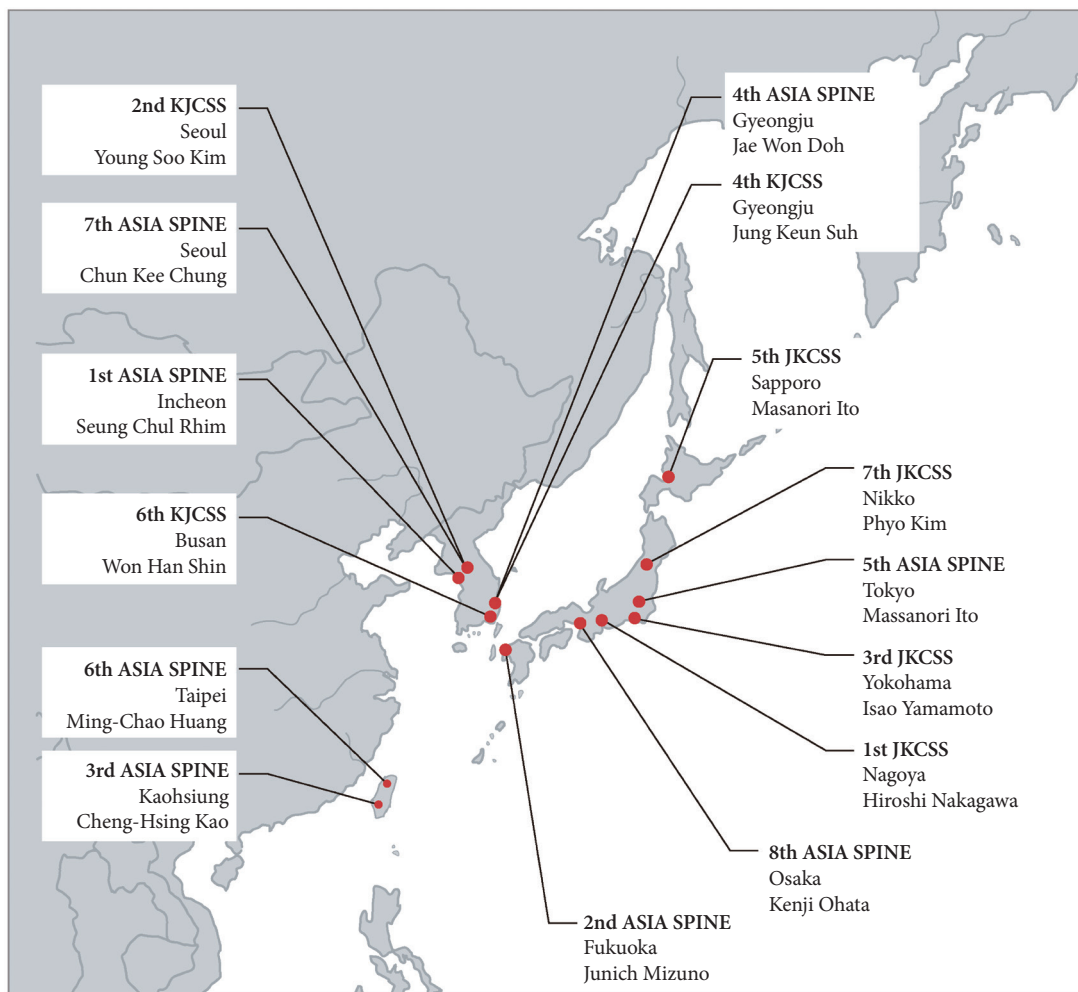 2nd KJCSS
Seoul
Young Soo Kim
7th ASIA SPINE
Seoul
Chun Kee Chung
1st ASIA SPINE
Incheon
Seung Chul Rhim
6th KJCSS
Busan
Won Han Shin
6th ASIA SPINE
Taipei
Ming-Chao Huang
3rd ASIA SPINE
Kaohsiung
Cheng-Hsing Kao
4th ASIA SPINE
Gyeongju
Jae Won Doh
4th KJCSS
Gyeongju
Jung Keun Suh
5th JKCSS
Sapporo
Masanori Ito
7th JKCSS
Nikko
Phyo Kim
5th ASIA SPINE
Tokyo
Massanori Ito
3rd JKCSS
Yokohama
Isao Yamamoto
1st JKCSS
Nagoya
Hiroshi Nakagawa
8th ASIA SPINE
Osaka
Kenji Ohata
2nd ASIA SPINE
Fukuoka
Junich Mizuno